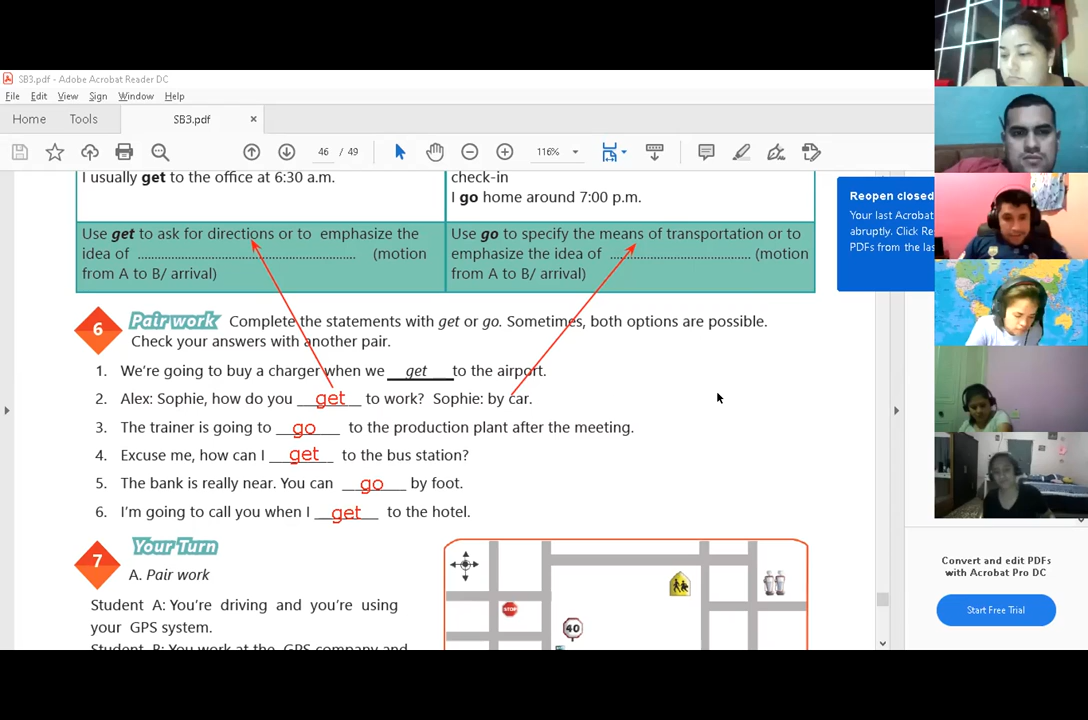 SB3.pdf - Adobe Acrobat Reader DC
File Edit View Sign Window Help
Home Tools SB3.pdf ×
46 / 49 116%
I usually get to the office at 6:30 a.m.
check-in
I go home around 7:00 p.m.
Use get to ask for directions or to emphasize the
idea of ........................................................ (motion
from A to B/ arrival)
Use go to specify the means of transportation or to
emphasize the idea of ................................... (motion
from A to B/ arrival)
Reopen closed
Your last Acrobat
abruptly. Click Re
PDFs from the las
6 Pair work Complete the statements with get or go. Sometimes, both options are possible.
Check your answers with another pair.
1. We're going to buy a charger when we get to the airport.
2. Alex: Sophie, how do you get to work? Sophie: by car.
3. The trainer is going to go to the production plant after the meeting.
4. Excuse me, how can I get to the bus station?
5. The bank is really near. You can go by foot.
6. I'm going to call you when I get to the hotel.
7 Your Turn
A. Pair work
Student A: You're driving and you're using
your GPS system.
Student B: You work at the GPS company and
STOP
40
Convert and edit PDFs
with Acrobat Pro DC
Start Free Trial